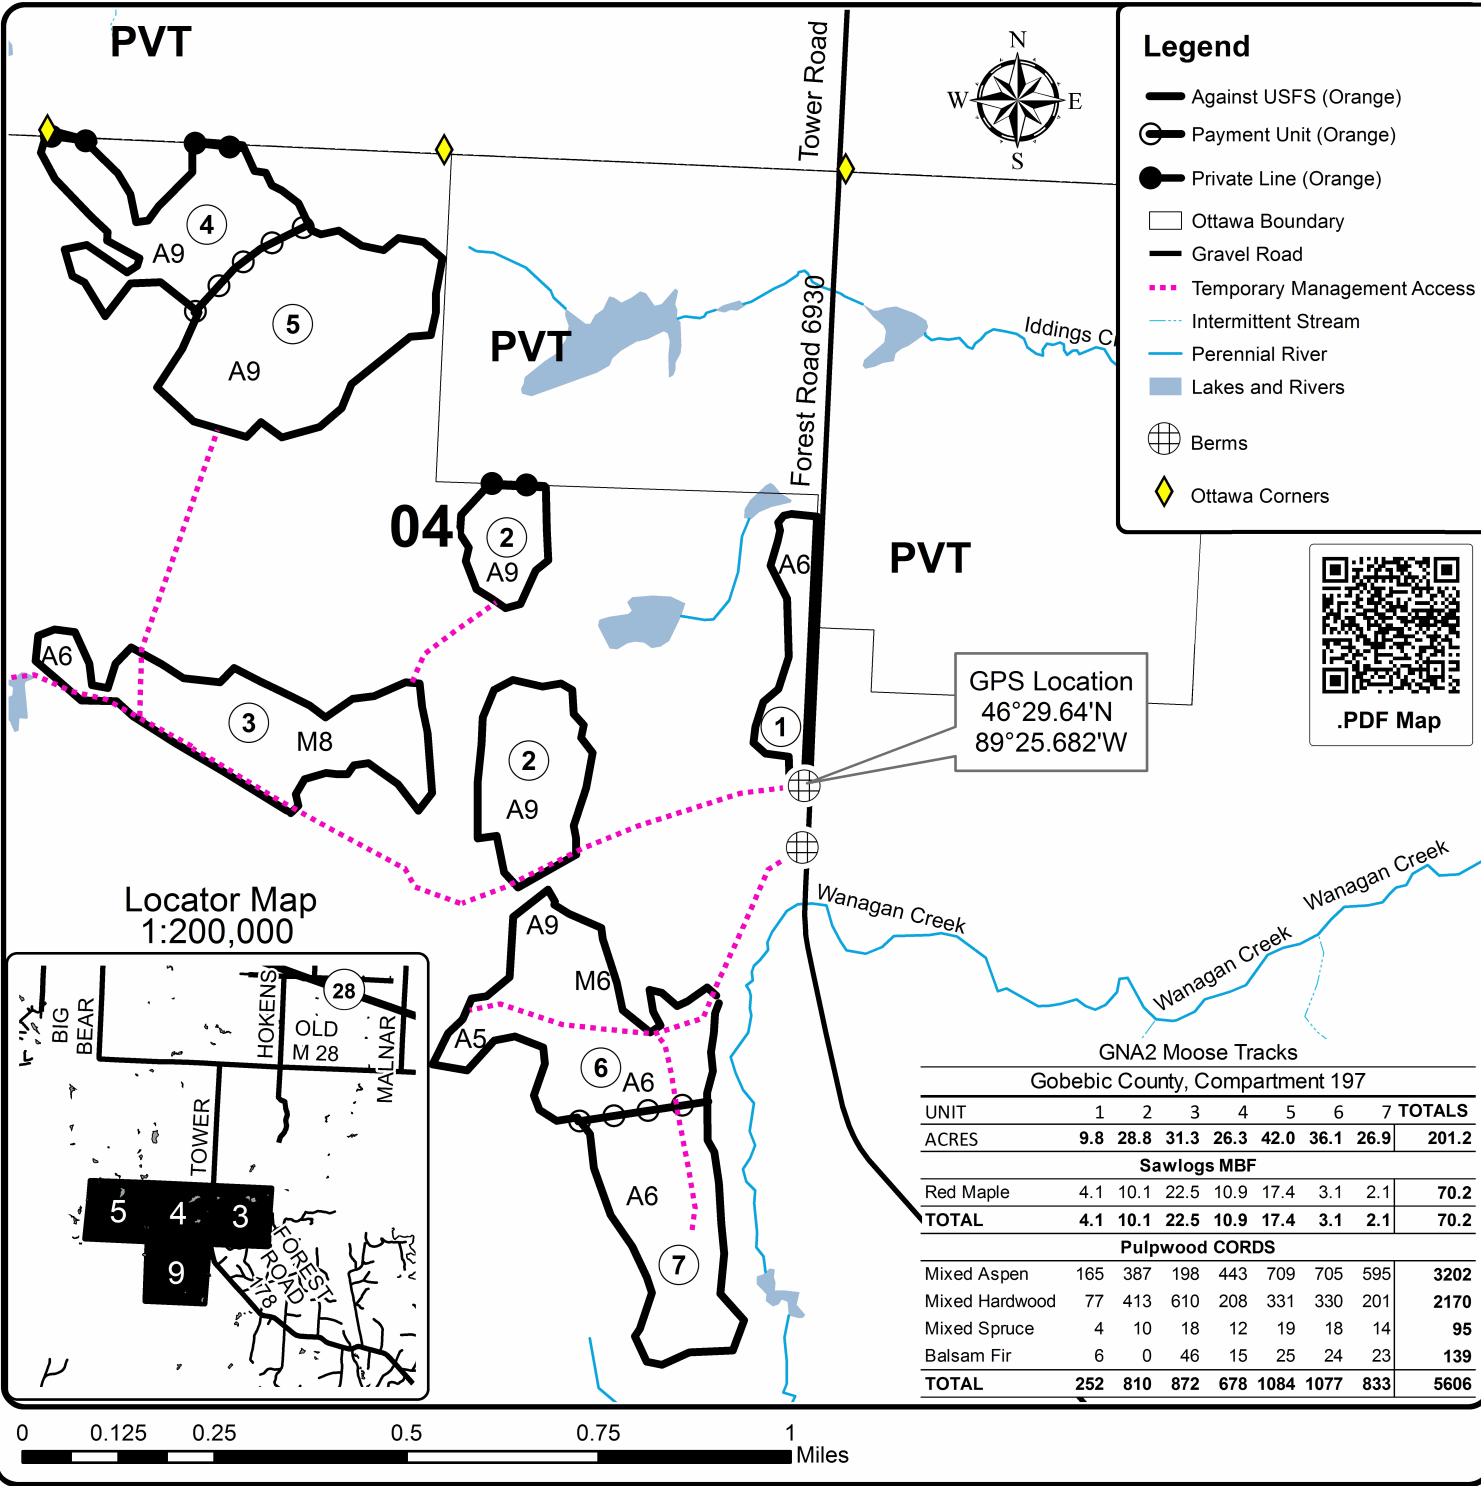 PVT
Tower Road
N
W E
S
Legend
Against USFS (Orange)
Payment Unit (Orange)
Private Line (Orange)
Ottawa Boundary
Gravel Road
Temporary Management Access
Intermittent Stream
Perennial River
Lakes and Rivers
Berms
Ottawa Corners
4
A9
5
A9
PVT
Forest Road 6930
Iddings C
04
2
A9
A6
PVT
.PDF Map
GPS Location
46°29.64'N
89°25.682'W
A6
3
M8
1
2
A9
Locator Map
1:200,000
BIG
BEAR
HOKENS
28
OLD
M 28
MALNAR
TOWER
5 4 3
9
FOREST
ROAD
178
A9
M6
A5
6
A6
A6
7
Wanagan Creek
Wanagan Creek
Wanagan Creek
GNA2 Moose Tracks
Gobebic County, Compartment 197
UNIT 1 2 3 4 5 6 7 TOTALS
ACRES 9.8 28.8 31.3 26.3 42.0 36.1 26.9 201.2
Sawlogs MBF
Red Maple 4.1 10.1 22.5 10.9 17.4 3.1 2.1 70.2
TOTAL 4.1 10.1 22.5 10.9 17.4 3.1 2.1 70.2
Pulpwood CORDS
Mixed Aspen 165 387 198 443 709 705 595 3202
Mixed Hardwood 77 413 610 208 331 330 201 2170
Mixed Spruce 4 10 18 12 19 18 14 95
Balsam Fir 6 0 46 15 25 24 23 139
TOTAL 252 810 872 678 1084 1077 833 5606
0 0.125 0.25 0.5 0.75 1
Miles